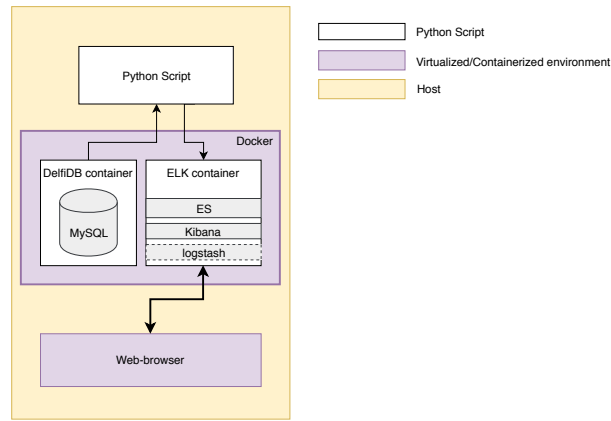 Python Script
Docker
DelfiDB container
ELK container
MySQL
ES
Kibana
logstash
Web-browser
Python Script
Virtualized/Containerized environment
Host